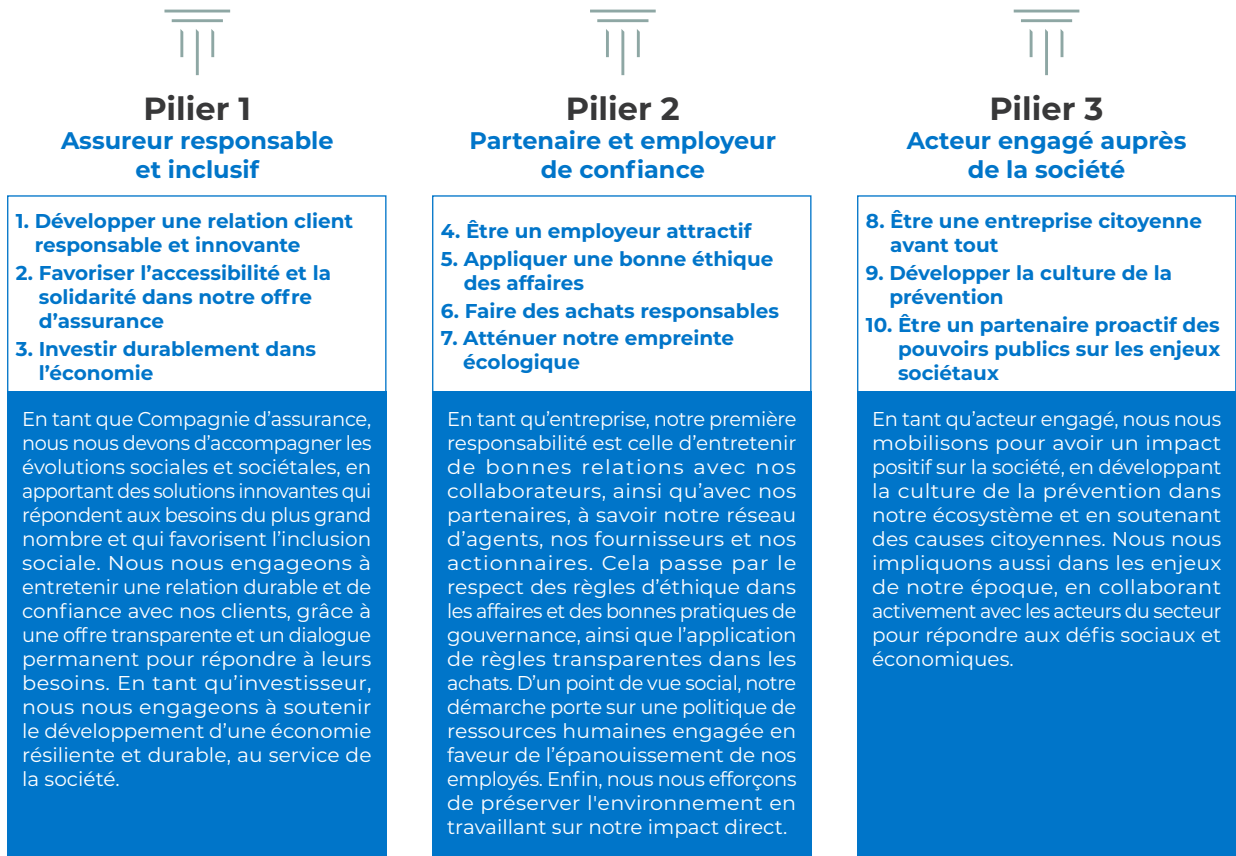 Pilier 1
Assureur responsable
et inclusif
1. Développer une relation client
responsable et innovante
2. Favoriser l’accessibilité et la
solidarité dans notre offre
d’assurance
3. Investir durablement dans
l’économie
En tant que Compagnie d’assurance,
nous nous devons d’accompagner les
évolutions sociales et sociétales, en
apportant des solutions innovantes qui
répondent aux besoins du plus grand
nombre et qui favorisent l’inclusion
sociale. Nous nous engageons à
entretenir une relation durable et de
confiance avec nos clients, grâce à
une offre transparente et un dialogue
permanent pour répondre à leurs
besoins. En tant qu’investisseur,
nous nous engageons à soutenir
le développement d’une économie
résiliente et durable, au service de
la société.
Pilier 2
Partenaire et employeur
de confiance
4. Être un employeur attractif
5. Appliquer une bonne éthique
des affaires
6. Faire des achats responsables
7. Atténuer notre empreinte
écologique
En tant qu’entreprise, notre première
responsabilité est celle d’entretenir
de bonnes relations avec nos
collaborateurs, ainsi qu’avec nos
partenaires, à savoir notre réseau
d’agents, nos fournisseurs et nos
actionnaires. Cela passe par le
respect des règles d’éthique dans
les affaires et des bonnes pratiques de
gouvernance, ainsi que l’application
de règles transparentes dans les
achats. D’un point de vue social, notre
démarche porte sur une politique de
ressources humaines engagée en
faveur de l’épanouissement de nos
employés. Enfin, nous nous efforçons
de préserver l'environnement en
travaillant sur notre impact direct.
Pilier 3
Acteur engagé auprès
de la société
8. Être une entreprise citoyenne
avant tout
9. Développer la culture de la
prévention
10. Être un partenaire proactif des
pouvoirs publics sur les enjeux
sociétaux
En tant qu’acteur engagé, nous nous
mobilisons pour avoir un impact
positif sur la société, en développant
la culture de la prévention dans
notre écosystème et en soutenant
des causes citoyennes. Nous nous
impliquons aussi dans les enjeux
de notre époque, en collaborant
activement avec les acteurs du secteur
pour répondre aux défis sociaux et
économiques.